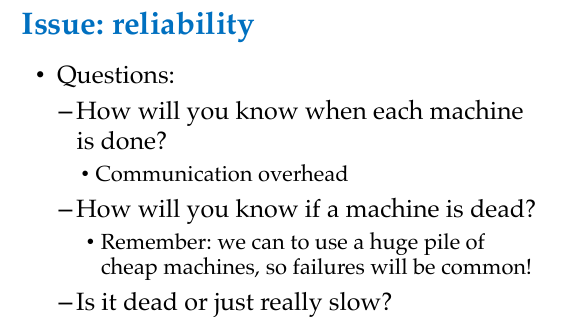 Issue: reliability
• Questions:
–How will you know when each machine
is done?
• Communication overhead
–How will you know if a machine is dead?
• Remember: we can to use a huge pile of
cheap machines, so failures will be common!
–Is it dead or just really slow?